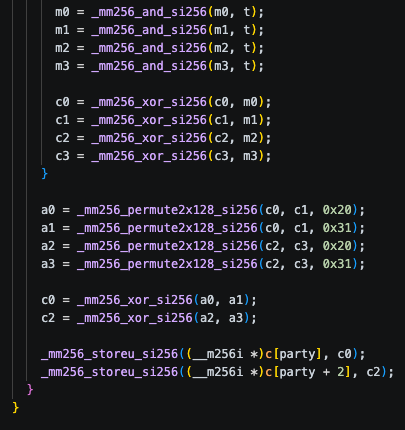 m0 = _mm256_and_si256(m0, t);
m1 = _mm256_and_si256(m1, t);
m2 = _mm256_and_si256(m2, t);
m3 = _mm256_and_si256(m3, t);
c0 = _mm256_xor_si256(c0, m0);
c1 = _mm256_xor_si256(c1, m1);
c2 = _mm256_xor_si256(c2, m2);
c3 = _mm256_xor_si256(c3, m3);
}
a0 = _mm256_permute2x128_si256(c0, c1, 0x20);
a1 = _mm256_permute2x128_si256(c0, c1, 0x31);
a2 = _mm256_permute2x128_si256(c2, c3, 0x20);
a3 = _mm256_permute2x128_si256(c2, c3, 0x31);
c0 = _mm256_xor_si256(a0, a1);
c2 = _mm256_xor_si256(a2, a3);
_mm256_storeu_si256((__m256i *)c[party], c0);
_mm256_storeu_si256((__m256i *)c[party + 2], c2);
}
}